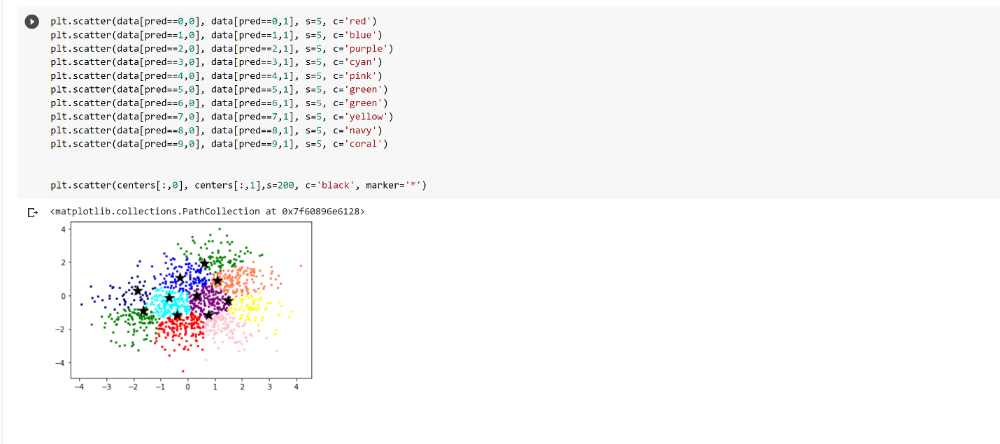 plt.scatter(data[pred==0,0], data[pred==0,1], s=5, c='red')
plt.scatter(data[pred==1,0], data[pred==1,1], s=5, c='blue')
plt.scatter(data[pred==2,0], data[pred==2,1], s=5, c='purple')
plt.scatter(data[pred==3,0], data[pred==3,1], s=5, c='cyan')
plt.scatter(data[pred==4,0], data[pred==4,1], s=5, c='pink')
plt.scatter(data[pred==5,0], data[pred==5,1], s=5, c='green')
plt.scatter(data[pred==6,0], data[pred==6,1], s=5, c='green')
plt.scatter(data[pred==7,0], data[pred==7,1], s=5, c='yellow')
plt.scatter(data[pred==8,0], data[pred==8,1], s=5, c='navy')
plt.scatter(data[pred==9,0], data[pred==9,1], s=5, c='coral')
plt.scatter(centers[:,0], centers[:,1],s=200, c='black', marker='*')
<matplotlib.collections.PathCollection at 0x7f60896e6128>
4
2
0
−2
−4
−4 −3 −2 −1 0 1 2 3 4